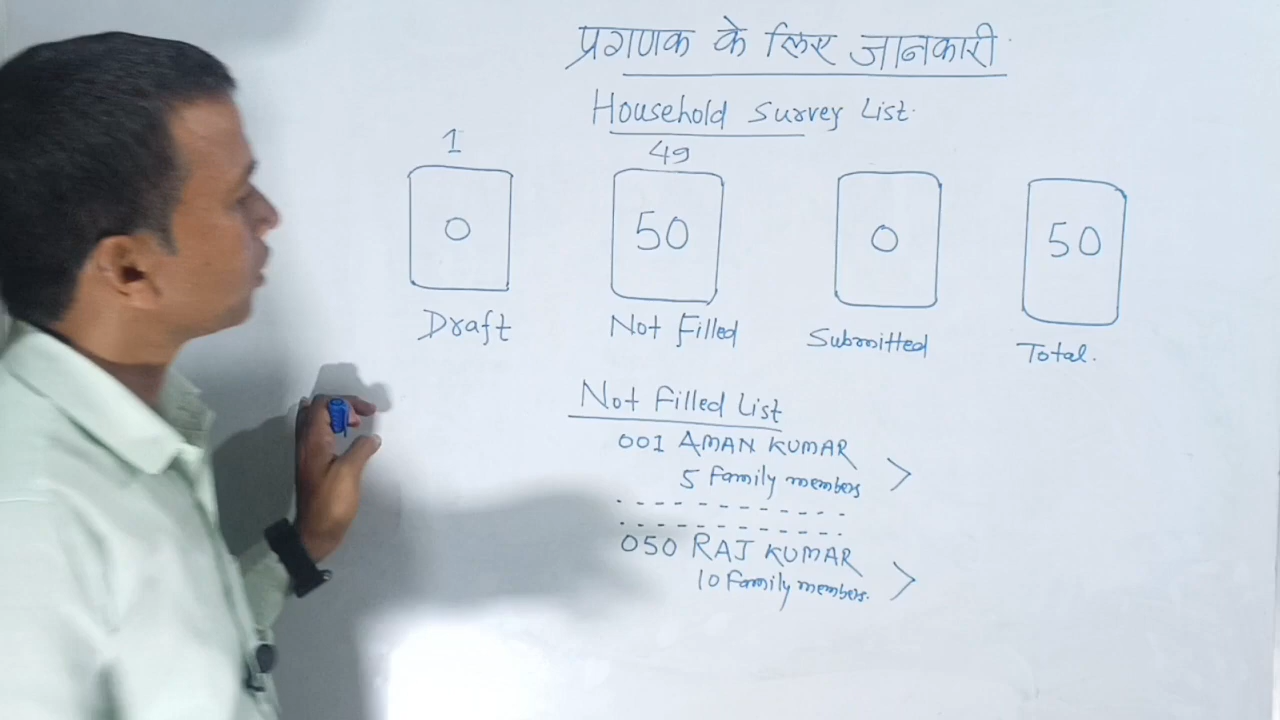 प्रगणक के लिए जानकारी
Household Survey List.
1 49
0 50 0 50
Draft Not Filled Submitted Total.
Not Filled List
001 AMAN KUMAR
5 Family members >
050 RAJ KUMAR
10 Family members. >